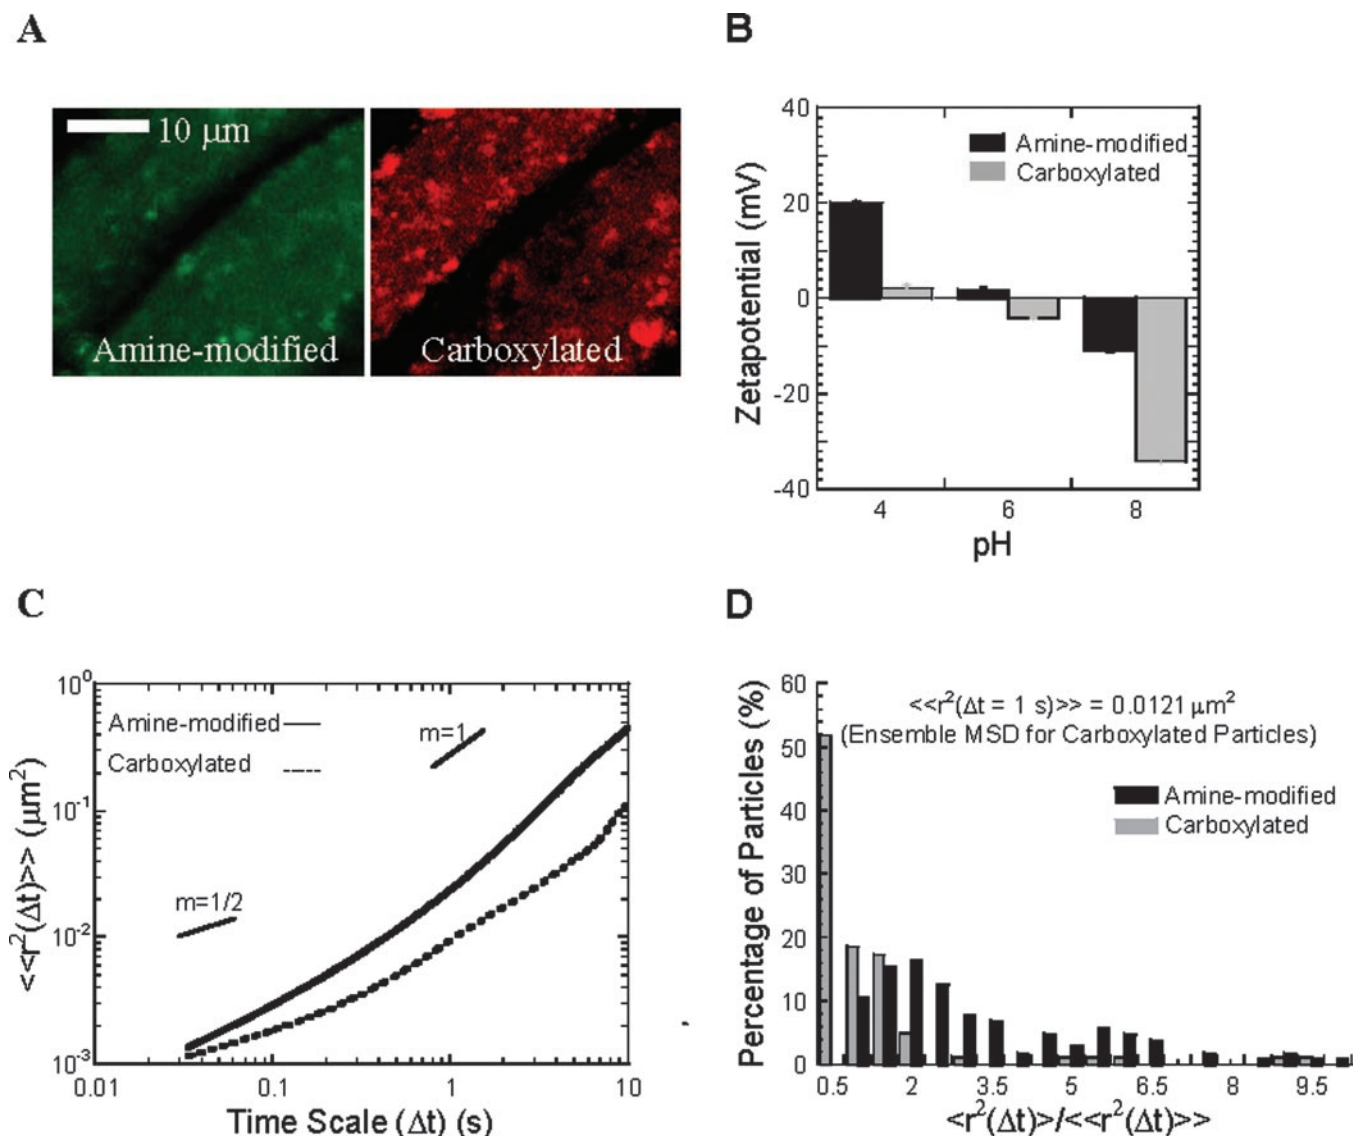 A
10 μm
Amine-modified
Carboxylated
B
40
20
0
-20
-40
Zetapotential (mV)
Amine-modified
Carboxylated
4 6 8
pH
C
10⁰
10⁻¹
10⁻²
10⁻³
<<r²(Δt)>> (μm²)
Amine-modified
Carboxylated
m=1
m=1/2
0.01 0.1 1 10
Time Scale (Δt) (s)
D
60
50
40
30
20
10
0
Percentage of Particles (%)
<<r²(Δt = 1 s)>> = 0.0121 μm²
(Ensemble MSD for Carboxylated Particles)
Amine-modified
Carboxylated
0.5 2 3.5 5 6.5 8 9.5
<r²(Δt)>/<<r²(Δt)>>